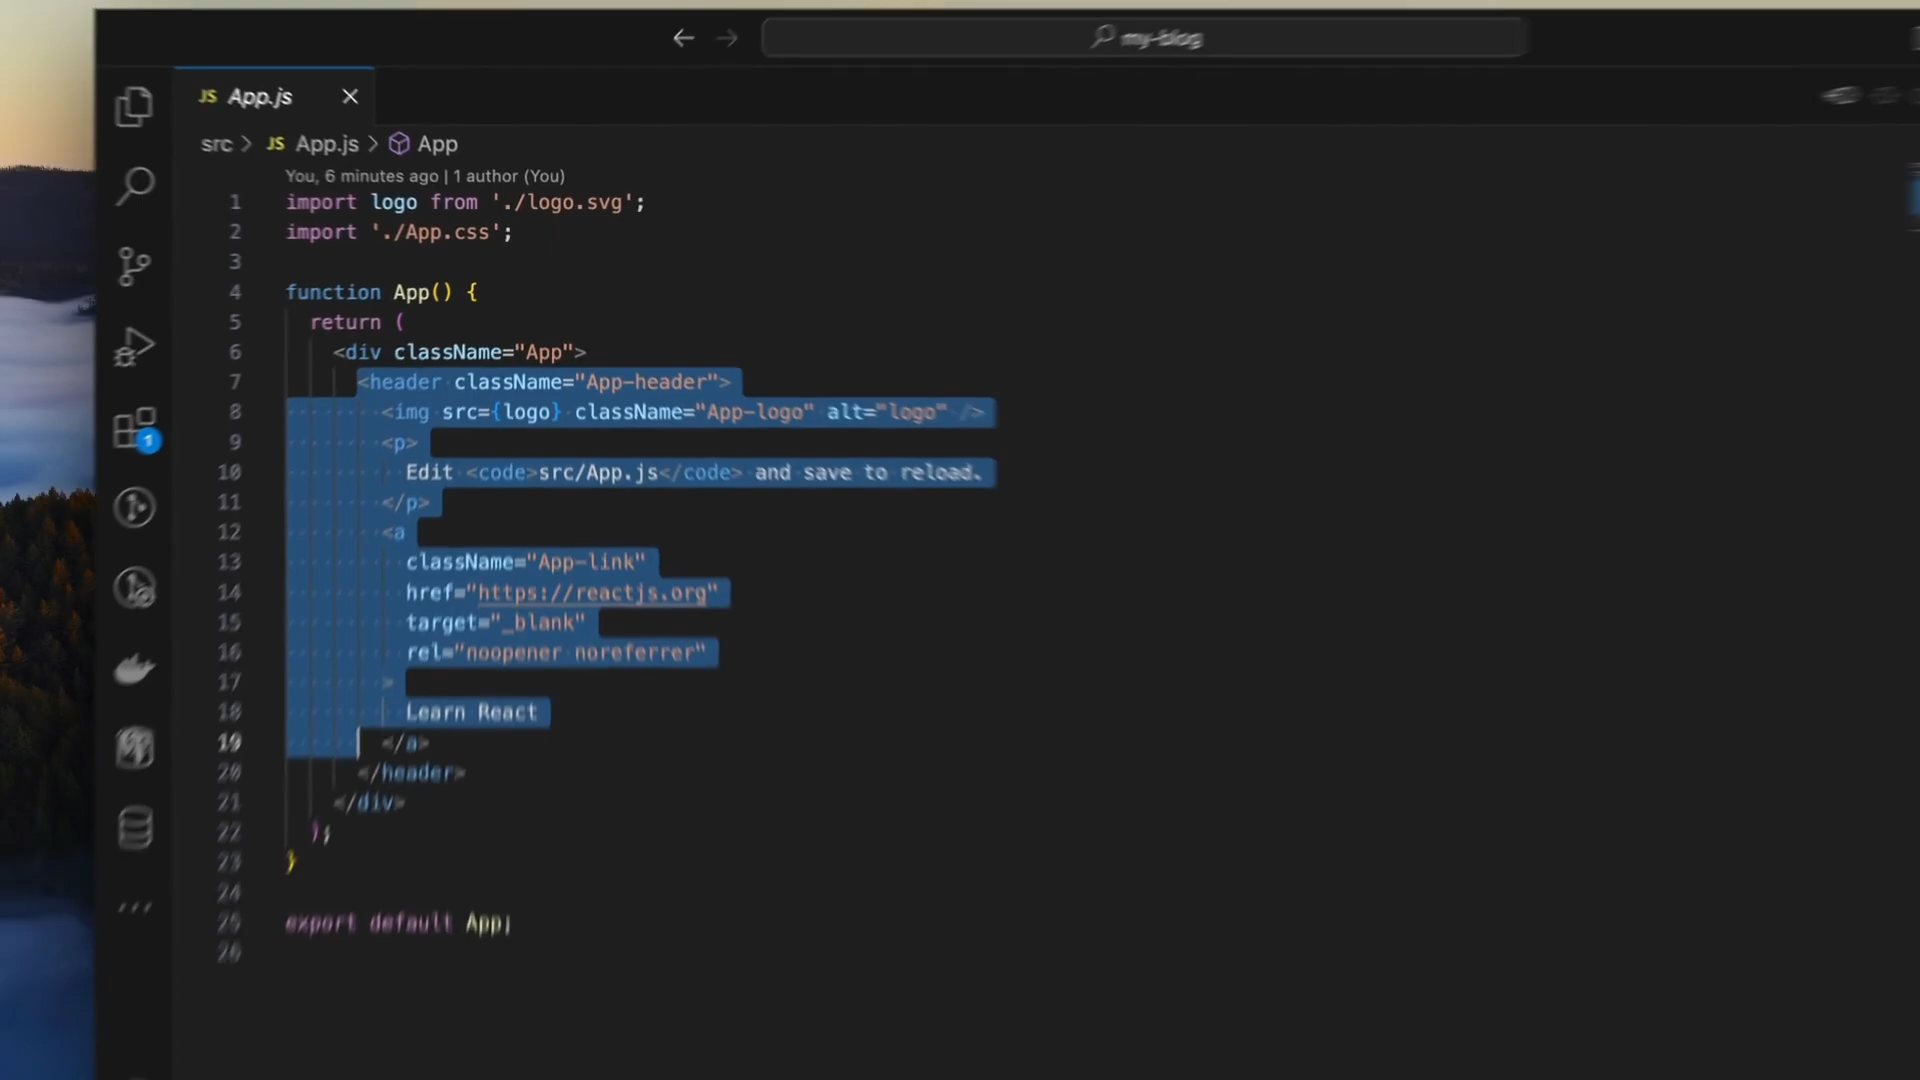 my-blog
JS App.js
src > JS App.js > App
You, 6 minutes ago | 1 author (You)
1 import logo from './logo.svg';
2 import './App.css';
3
4 function App() {
5 return (
6 <div className="App">
7 <header className="App-header">
8 <img src={logo} className="App-logo" alt="logo" />
9 <p>
10 Edit <code>src/App.js</code> and save to reload.
11 </p>
12 <a
13 className="App-link"
14 href="https://reactjs.org"
15 target="_blank"
16 rel="noopener noreferrer"
17 >
18 Learn React
19 </a>
20 </header>
21 </div>
22 );
23 }
24
25 export default App;
26
1